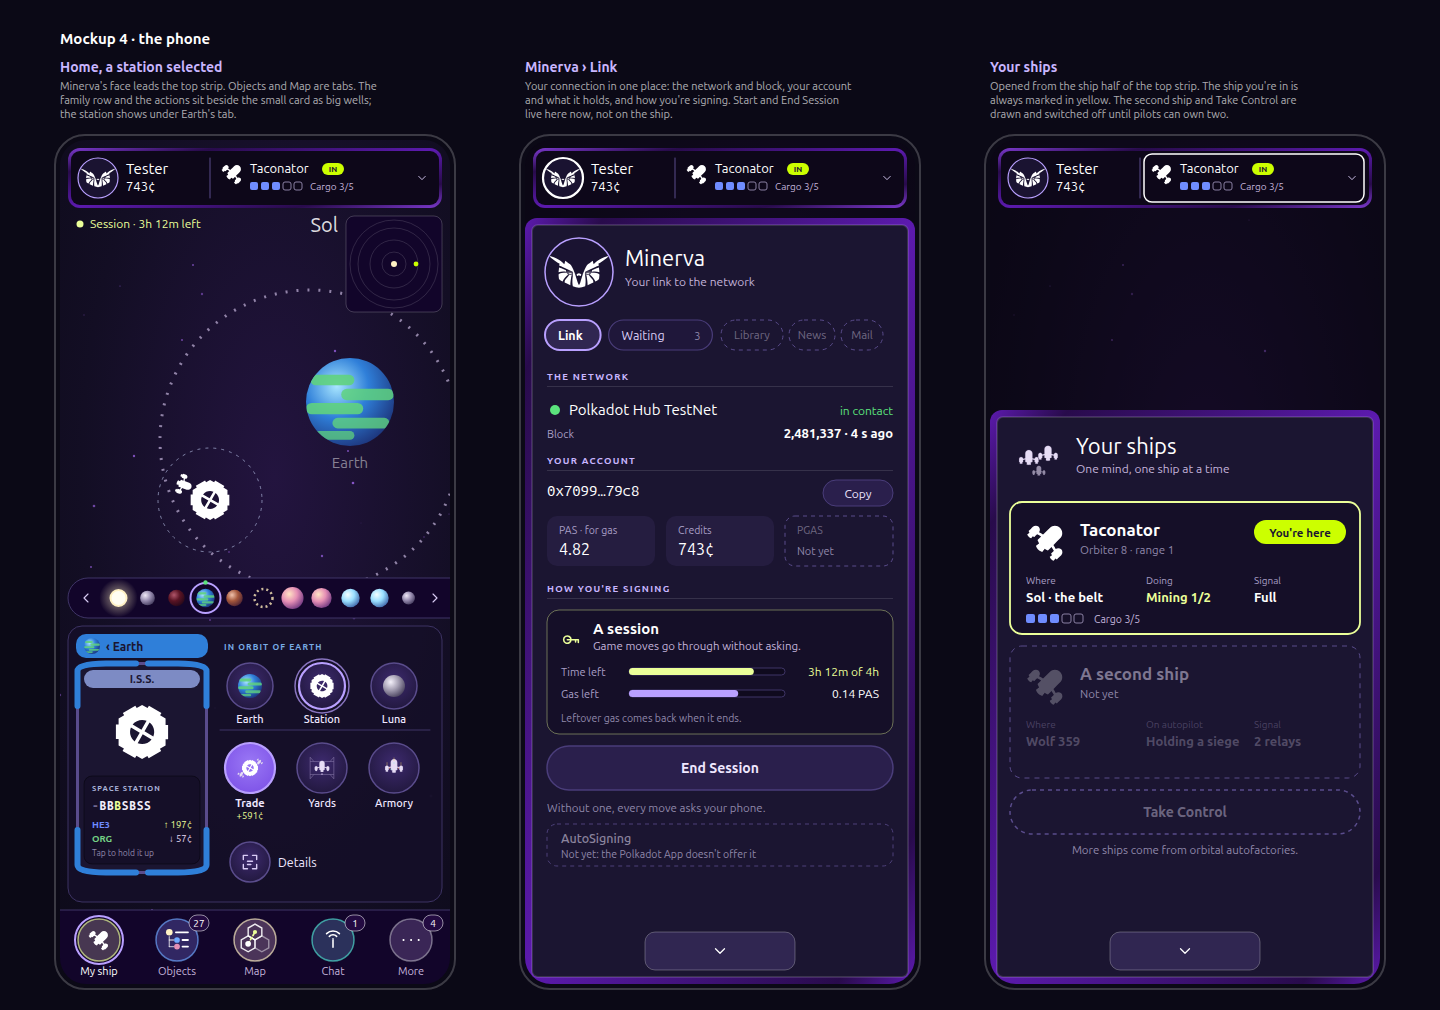 Mockup 4 · the phone
Home, a station selected
Minerva's face leads the top strip. Objects and Map are tabs. The
family row and the actions sit beside the small card as big wells;
the station shows under Earth's tab.
Tester
743¢
Taconator
IN
Cargo 3/5
Session · 3h 12m left
Sol
Earth
‹ Earth
I.S.S.
SPACE STATION
-BBBSBSS
HE3 ↑ 197¢
ORG ↓ 57¢
Tap to hold it up
IN ORBIT OF EARTH
Earth Station Luna
Trade Yards Armory
+591¢
Details
27 1 4
My ship Objects Map Chat More
Minerva › Link
Your connection in one place: the network and block, your account
and what it holds, and how you're signing. Start and End Session
live here now, not on the ship.
Tester
743¢
Taconator
IN
Cargo 3/5
Minerva
Your link to the network
Link Waiting 3 Library News Mail
THE NETWORK
Polkadot Hub TestNet in contact
Block 2,481,337 · 4 s ago
YOUR ACCOUNT
0x7099…79c8 Copy
PAS · for gas Credits PGAS
4.82 743¢ Not yet
HOW YOU'RE SIGNING
A session
Game moves go through without asking.
Time left 3h 12m of 4h
Gas left 0.14 PAS
Leftover gas comes back when it ends.
End Session
Without one, every move asks your phone.
AutoSigning
Not yet: the Polkadot App doesn't offer it
Your ships
Opened from the ship half of the top strip. The ship you're in is
always marked in yellow. The second ship and Take Control are
drawn and switched off until pilots can own two.
Tester
743¢
Taconator
IN
Cargo 3/5
Your ships
One mind, one ship at a time
Taconator
Orbiter 8 · range 1
You're here
Where Doing Signal
Sol · the belt Mining 1/2 Full
Cargo 3/5
A second ship
Not yet
Where On autopilot Signal
Wolf 359 Holding a siege 2 relays
Take Control
More ships come from orbital autofactories.